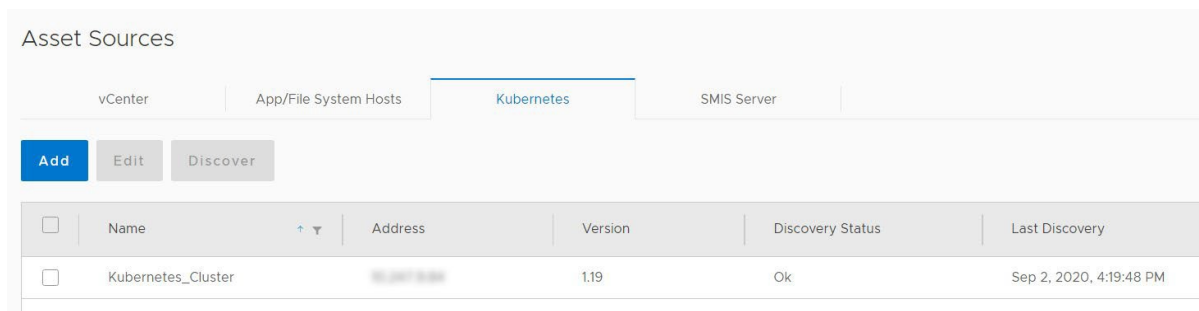 Asset Sources
vCenter App/File System Hosts Kubernetes SMIS Server
Add Edit Discover
Name Address Version Discovery Status Last Discovery
Kubernetes_Cluster 1.19 Ok Sep 2, 2020, 4:19:48 PM